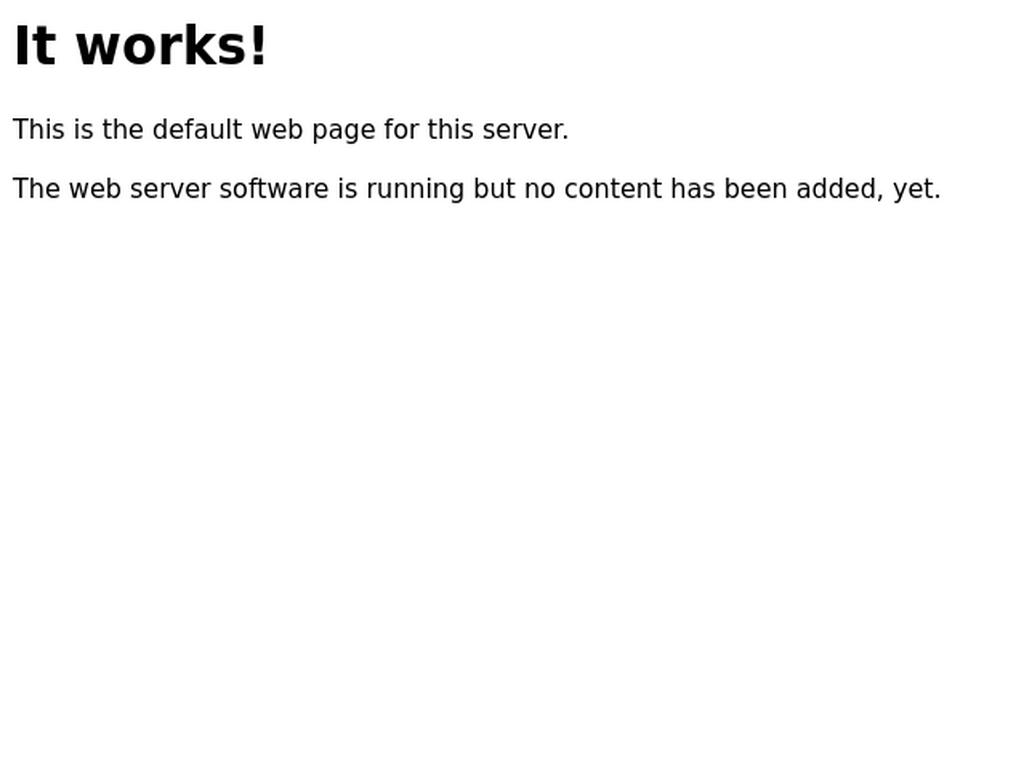 It works!
This is the default web page for this server.
The web server software is running but no content has been added, yet.